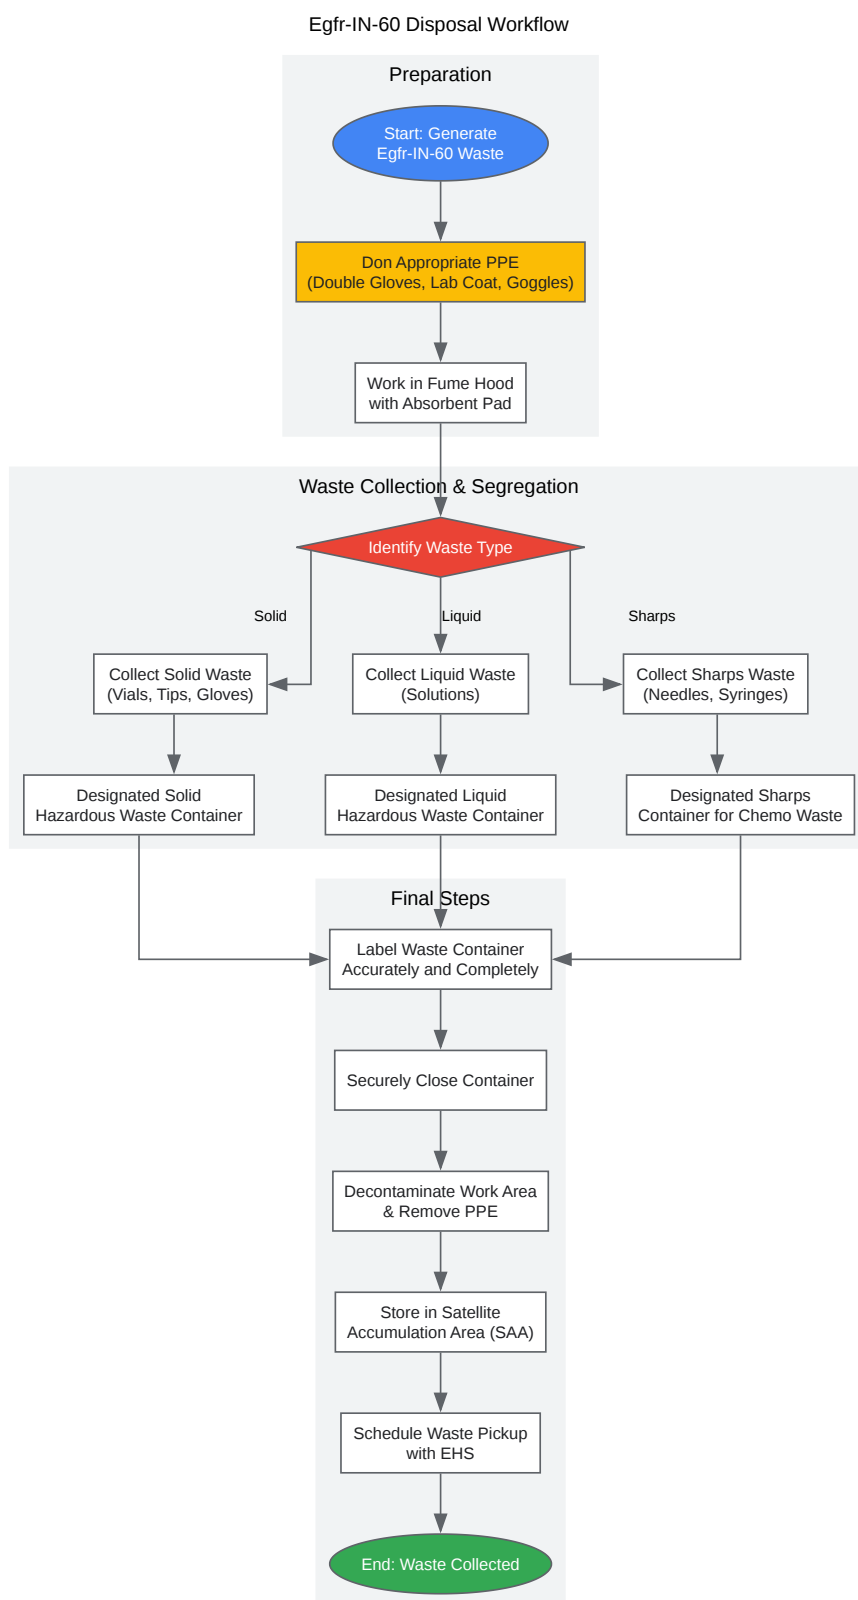 Egfr-IN-60 Disposal Workflow
Preparation
Start: Generate
Egfr-IN-60 Waste
Don Appropriate PPE
(Double Gloves, Lab Coat, Goggles)
Work in Fume Hood
with Absorbent Pad
Waste Collection & Segregation
Identify Waste Type
Solid
Liquid
Sharps
Collect Solid Waste
(Vials, Tips, Gloves)
Collect Liquid Waste
(Solutions)
Collect Sharps Waste
(Needles, Syringes)
Designated Solid
Hazardous Waste Container
Designated Liquid
Hazardous Waste Container
Designated Sharps
Container for Chemo Waste
Final Steps
Label Waste Container
Accurately and Completely
Securely Close Container
Decontaminate Work Area
& Remove PPE
Store in Satellite
Accumulation Area (SAA)
Schedule Waste Pickup
with EHS
End: Waste Collected